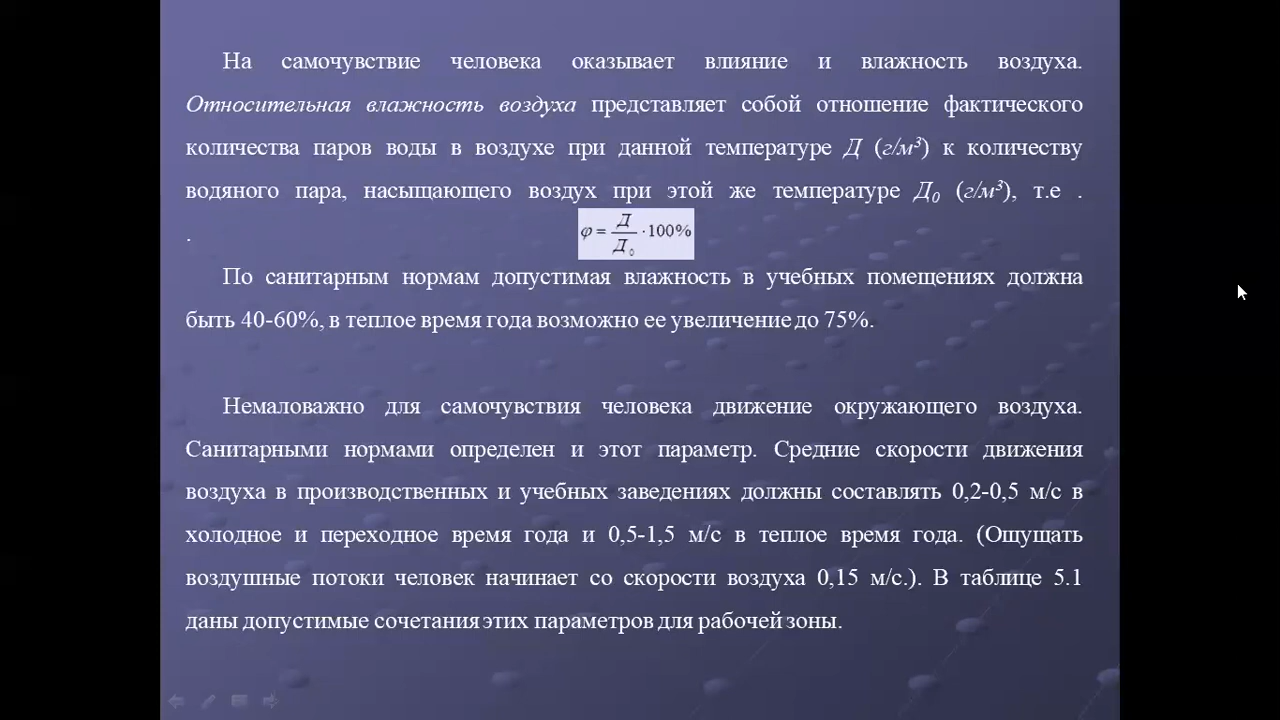 На самочувствие человека оказывает влияние и влажность воздуха.
Относительная влажность воздуха представляет собой отношение фактического
количества паров воды в воздухе при данной температуре Д (г/м³) к количеству
водяного пара, насыщающего воздух при этой же температуре Д₀ (г/м³), т.е .
. φ = Д / Д₀ · 100%
По санитарным нормам допустимая влажность в учебных помещениях должна
быть 40-60%, в теплое время года возможно ее увеличение до 75%.
Немаловажно для самочувствия человека движение окружающего воздуха.
Санитарными нормами определен и этот параметр. Средние скорости движения
воздуха в производственных и учебных заведениях должны составлять 0,2-0,5 м/с в
холодное и переходное время года и 0,5-1,5 м/с в теплое время года. (Ощущать
воздушные потоки человек начинает со скорости воздуха 0,15 м/с.). В таблице 5.1
даны допустимые сочетания этих параметров для рабочей зоны.